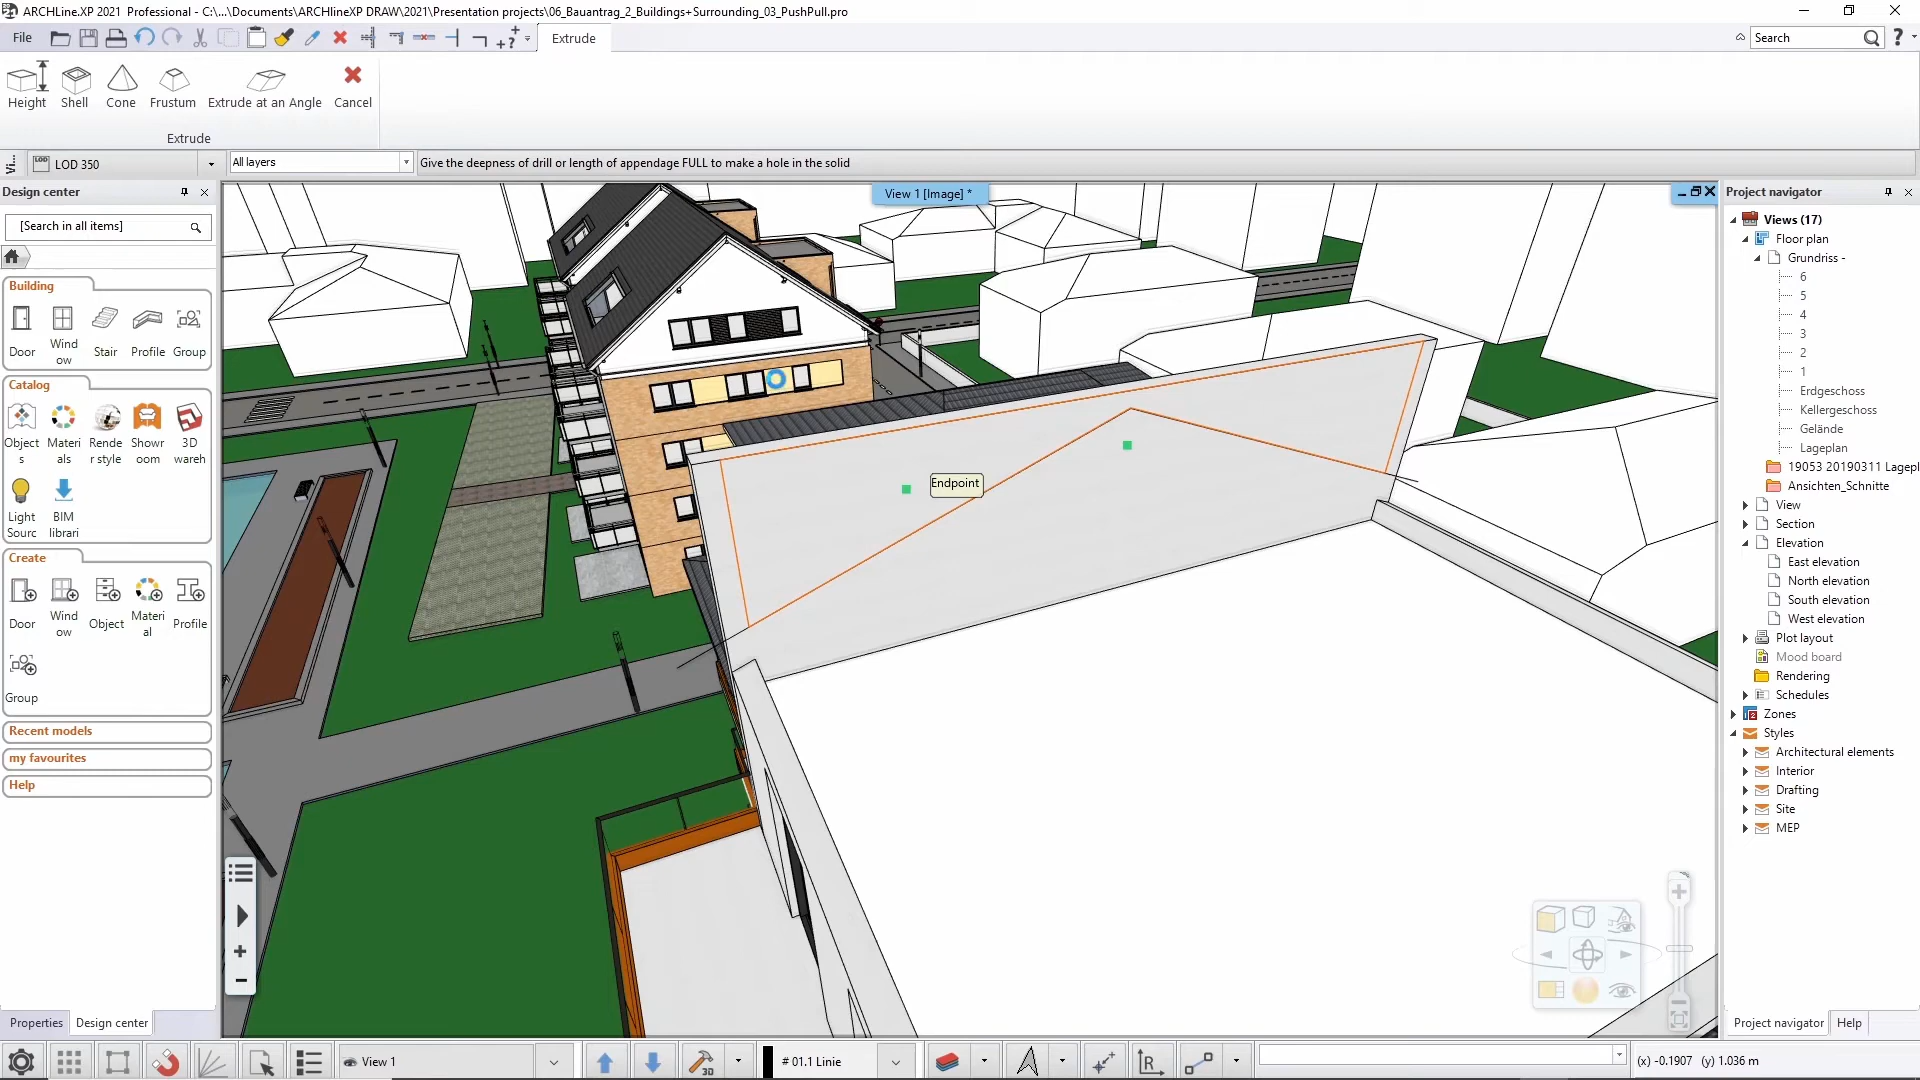 ARCHLine.XP 2021 Professional - C:\...\Documents\ARCHlineXP DRAW\2021\Presentation projects\06_Bauantrag_2_Buildings+Surrounding_03_PushPull.pro
File
Extrude
Search
Height
Shell
Cone
Frustum
Extrude at an Angle
Cancel
Extrude
LOD 350
All layers
Give the deepness of drill or length of appendage FULL to make a hole in the solid
Design center
[Search in all items]
Building
Door
Wind
ow
Stair
Profile
Group
Catalog
Object
s
Materi
als
Rende
r style
Showr
oom
3D
wareh
Light
Sourc
BIM
librari
Create
Door
Wind
ow
Object
Materi
al
Profile
Group
Recent models
my favourites
Help
Properties
Design center
View 1 [Image] *
Endpoint
Project navigator
Views (17)
Floor plan
Grundriss -
6
5
4
3
2
1
Erdgeschoss
Kellergeschoss
Gelände
Lageplan
19053 20190311 Lagepl
Ansichten_Schnitte
View
Section
Elevation
East elevation
North elevation
South elevation
West elevation
Plot layout
Mood board
Rendering
Schedules
Zones
Styles
Architectural elements
Interior
Drafting
Site
MEP
Project navigator
Help
View 1
3D
# 01.1 Linie
R
(x) -0.1907 (y) 1.036 m